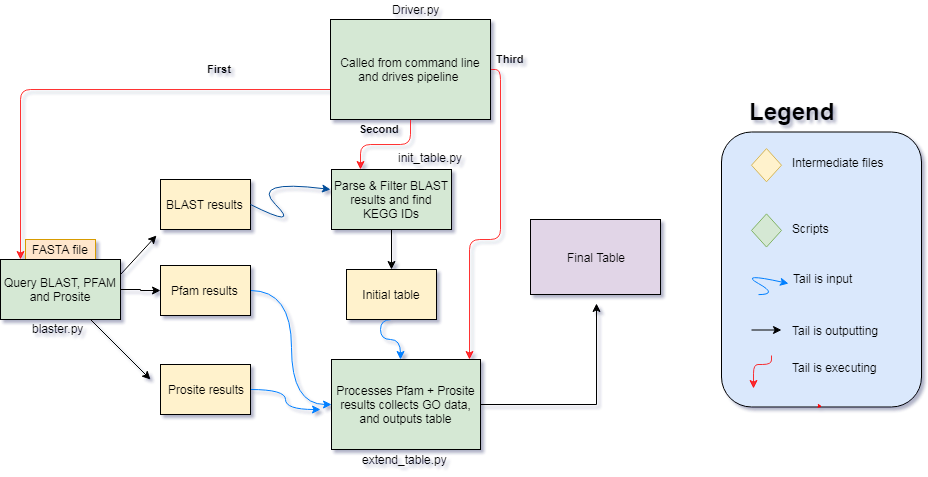 Driver.py
Called from command line
and drives pipeline
First
Third
Second
init_table.py
Parse & Filter BLAST
results and find
KEGG IDs
BLAST results
FASTA file
Query BLAST, PFAM
and Prosite
blaster.py
Pfam results
Initial table
Final Table
Prosite results
Processes Pfam + Prosite
results collects GO data,
and outputs table
extend_table.py
Legend
Intermediate files
Scripts
Tail is input
Tail is outputting
Tail is executing